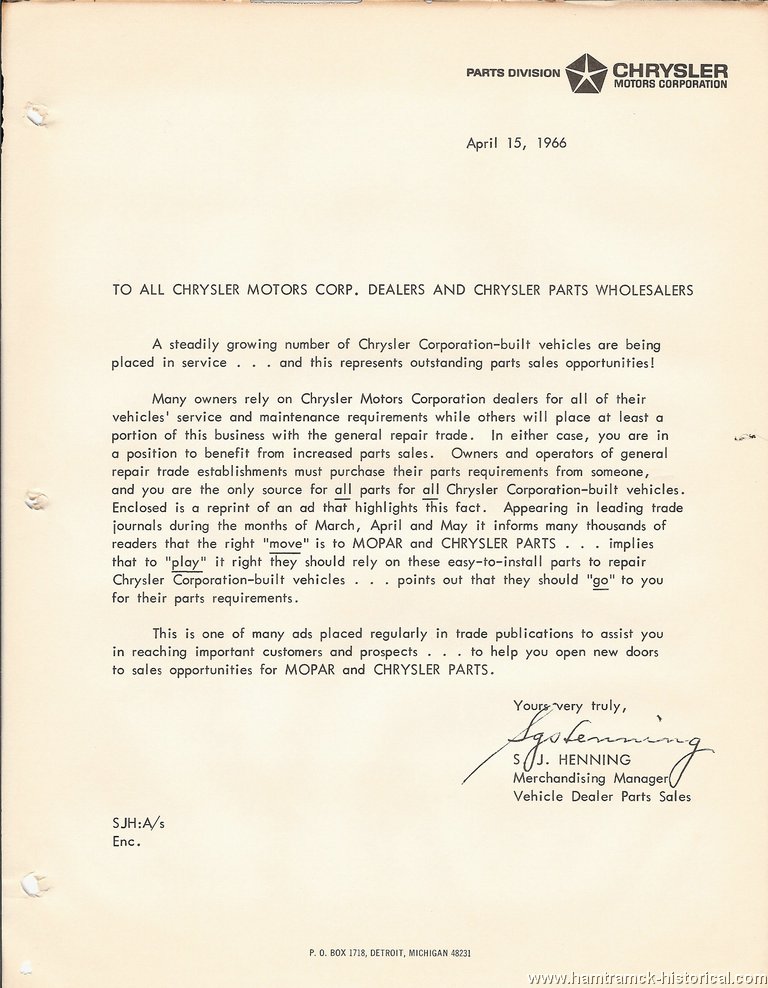 PARTS DIVISION CHRYSLER
MOTORS CORPORATION
April 15, 1966
TO ALL CHRYSLER MOTORS CORP. DEALERS AND CHRYSLER PARTS WHOLESALERS
A steadily growing number of Chrysler Corporation-built vehicles are being
placed in service . . . and this represents outstanding parts sales opportunities!
Many owners rely on Chrysler Motors Corporation dealers for all of their
vehicles' service and maintenance requirements while others will place at least a
portion of this business with the general repair trade. In either case, you are in
a position to benefit from increased parts sales. Owners and operators of general
repair trade establishments must purchase their parts requirements from someone,
and you are the only source for all parts for all Chrysler Corporation-built vehicles.
Enclosed is a reprint of an ad that highlights this fact. Appearing in leading trade
journals during the months of March, April and May it informs many thousands of
readers that the right "move" is to MOPAR and CHRYSLER PARTS . . . implies
that to "play" it right they should rely on these easy-to-install parts to repair
Chrysler Corporation-built vehicles . . . points out that they should "go" to you
for their parts requirements.
This is one of many ads placed regularly in trade publications to assist you
in reaching important customers and prospects . . . to help you open new doors
to sales opportunities for MOPAR and CHRYSLER PARTS.
Yours very truly,
S. J. HENNING
Merchandising Manager
Vehicle Dealer Parts Sales
SJH:A/s
Enc.
P. O. BOX 1718, DETROIT, MICHIGAN 48231
www.hamtramck-historical.com